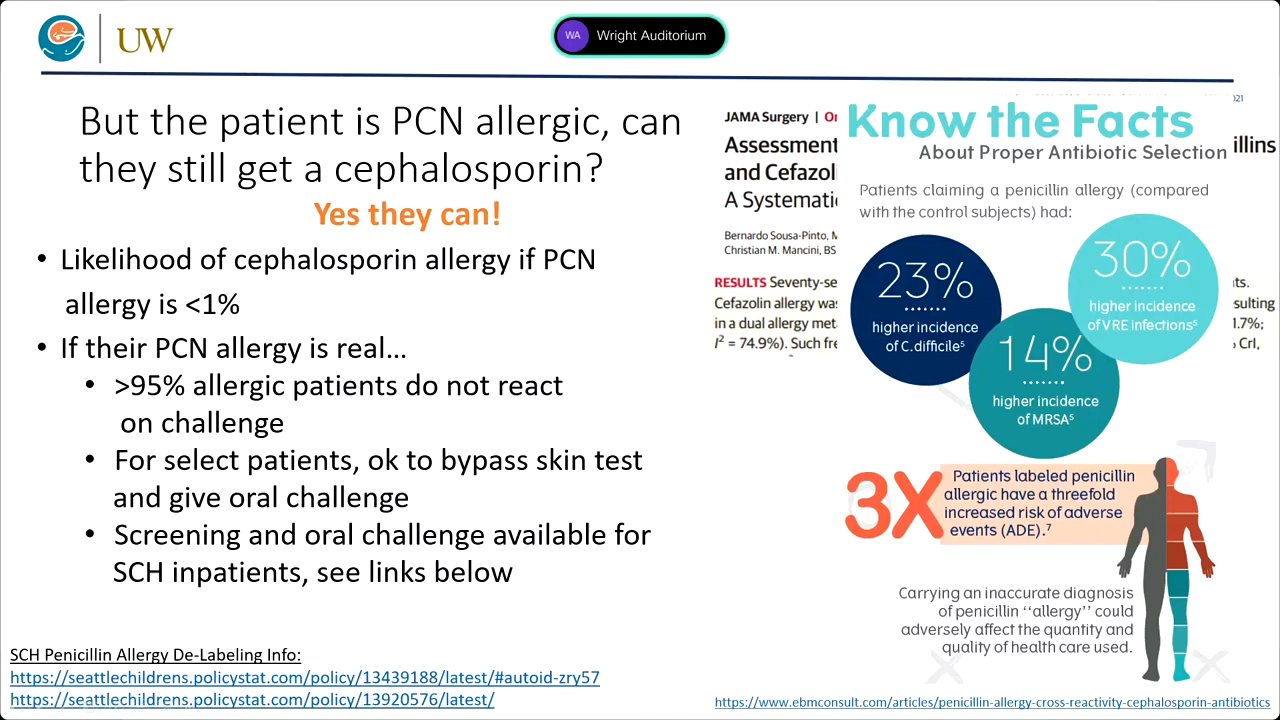 UW
WA Wright Auditorium
But the patient is PCN allergic, can
they still get a cephalosporin?
Yes they can!
• Likelihood of cephalosporin allergy if PCN
allergy is <1%
• If their PCN allergy is real...
• >95% allergic patients do not react
on challenge
• For select patients, ok to bypass skin test
and give oral challenge
• Screening and oral challenge available for
SCH inpatients, see links below
SCH Penicillin Allergy De-Labeling Info:
https://seattlechildrens.policystat.com/policy/13439188/latest/#autoid-zry57
https://seattlechildrens.policystat.com/policy/13920576/latest/
JAMA Surgery |
Assessment
and Cefazol
A Systemati
Bernardo Sousa-Pinto,
Christian M. Mancini, BS
RESULTS Seventy-se
Cefazolin allergy was
in a dual allergy met
I² = 74.9%). Such fre
2021
illins
ts.
sulting
1.7%;
CrI,
Know the Facts
About Proper Antibiotic Selection
Patients claiming a penicillin allergy (compared
with the control subjects) had:
23%
higher incidence
of C.difficile⁵
30%
higher incidence
of VRE infections⁵
14%
higher incidence
of MRSA⁵
3X
Patients labeled penicillin
allergic have a threefold
increased risk of adverse
events (ADE).⁷
Carrying an inaccurate diagnosis
of penicillin "allergy" could
adversely affect the quantity and
quality of health care used.
https://www.ebmconsult.com/articles/penicillin-allergy-cross-reactivity-cephalosporin-antibiotics